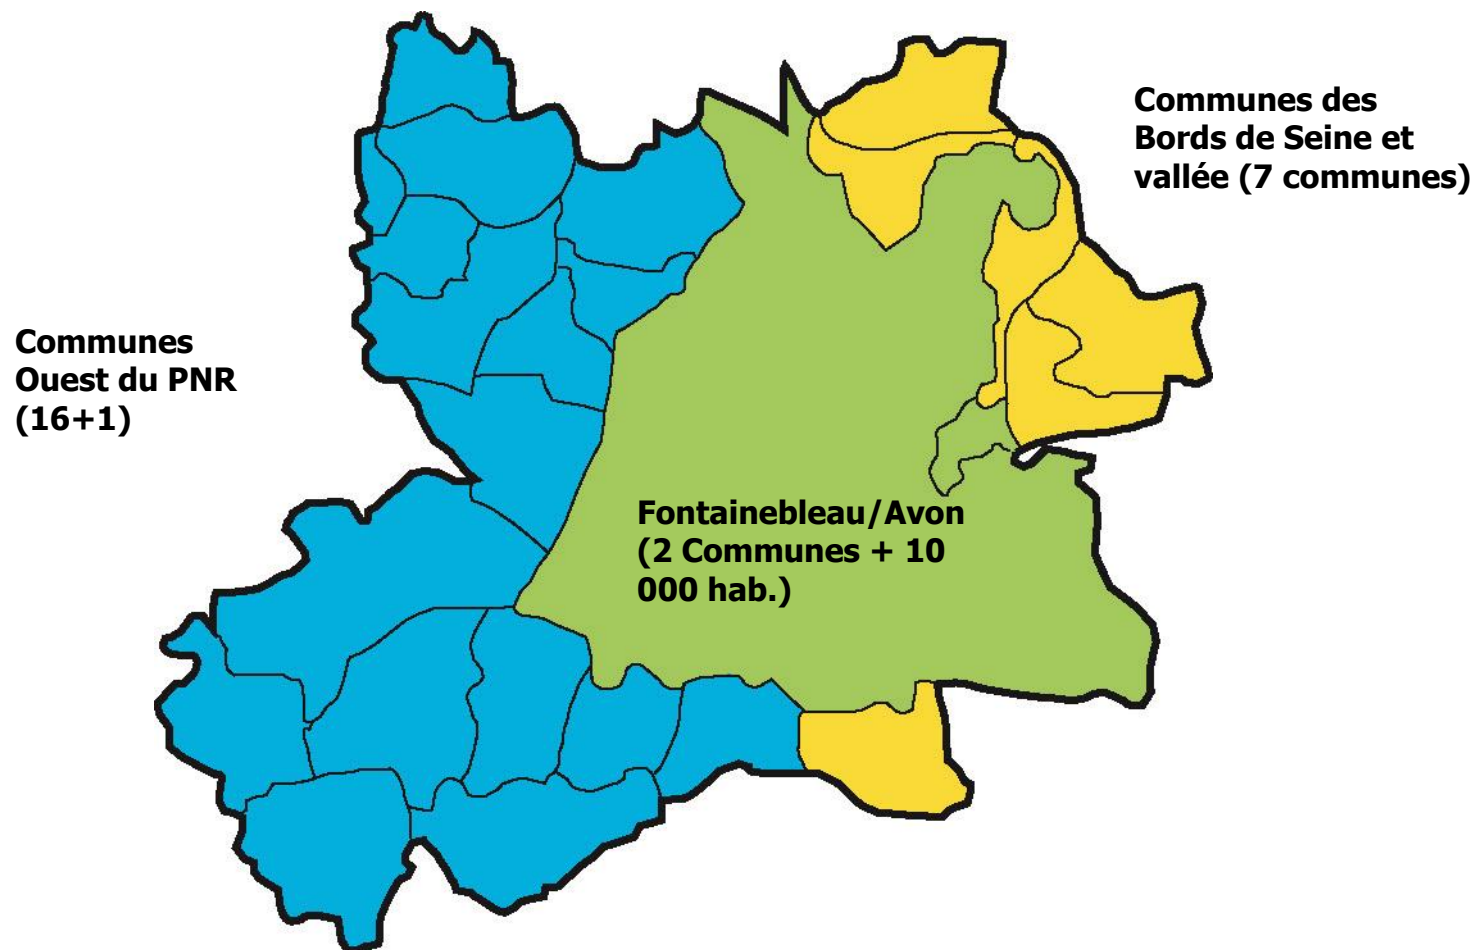 Communes des
Bords de Seine et
vallée (7 communes)
Communes
Ouest du PNR
(16+1)
Fontainebleau/Avon
(2 Communes + 10
000 hab.)